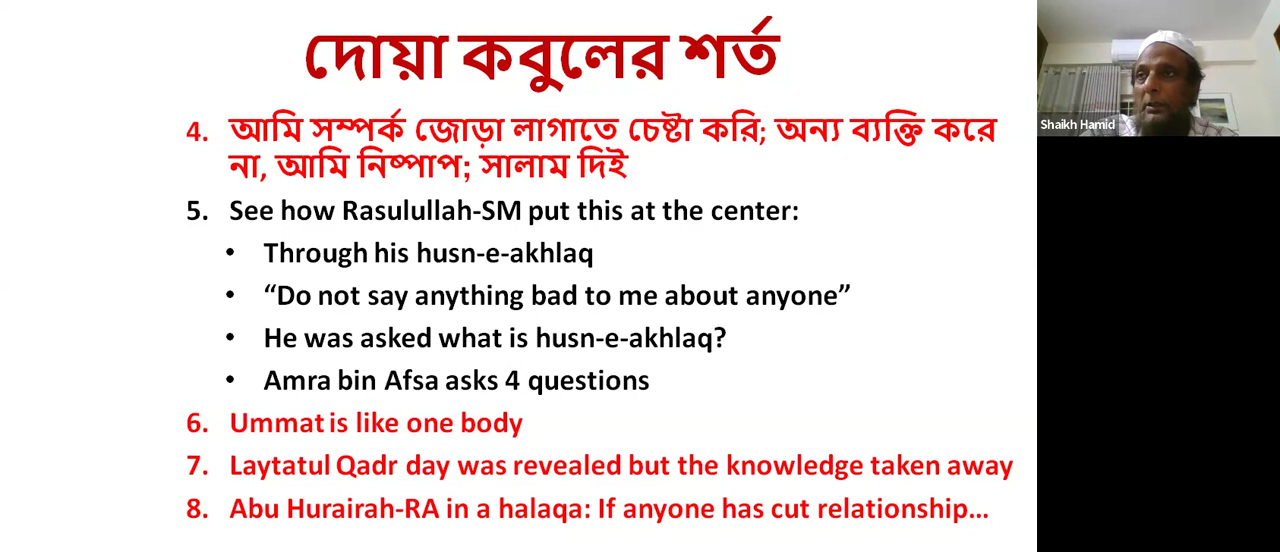 দোয়া কবুলের শর্ত
Shaikh Hamid
4. আমি সম্পর্ক জোড়া লাগাতে চেষ্টা করি; অন্য ব্যক্তি করে
না, আমি নিষ্পাপ; সালাম দিই
5. See how Rasulullah-SM put this at the center:
• Through his husn-e-akhlaq
• “Do not say anything bad to me about anyone”
• He was asked what is husn-e-akhlaq?
• Amra bin Afsa asks 4 questions
6. Ummat is like one body
7. Laytatul Qadr day was revealed but the knowledge taken away
8. Abu Hurairah-RA in a halaqa: If anyone has cut relationship…